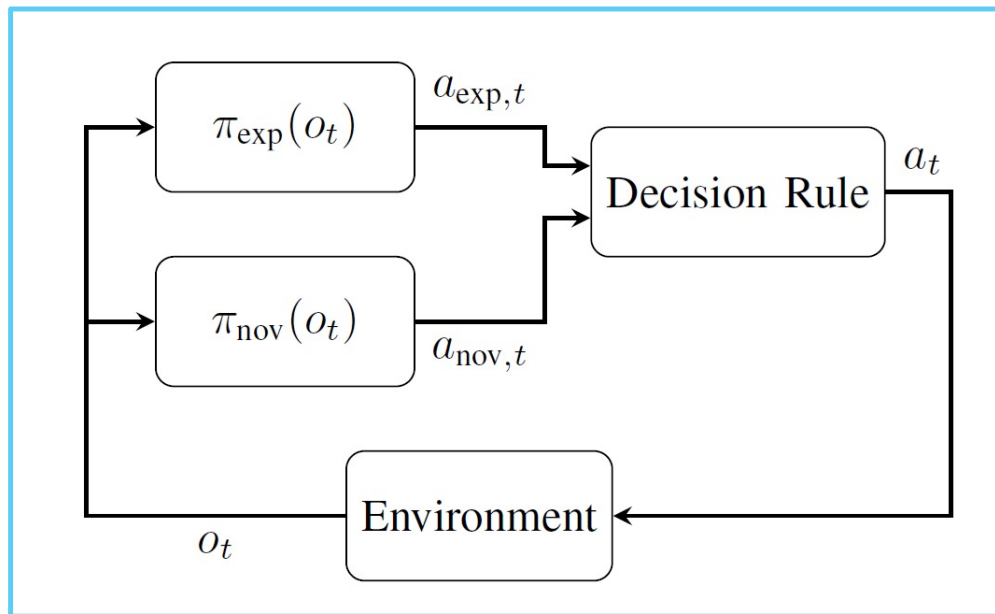 π_exp(o_t)
a_exp,t
Decision Rule
a_t
π_nov(o_t)
a_nov,t
Environment
o_t